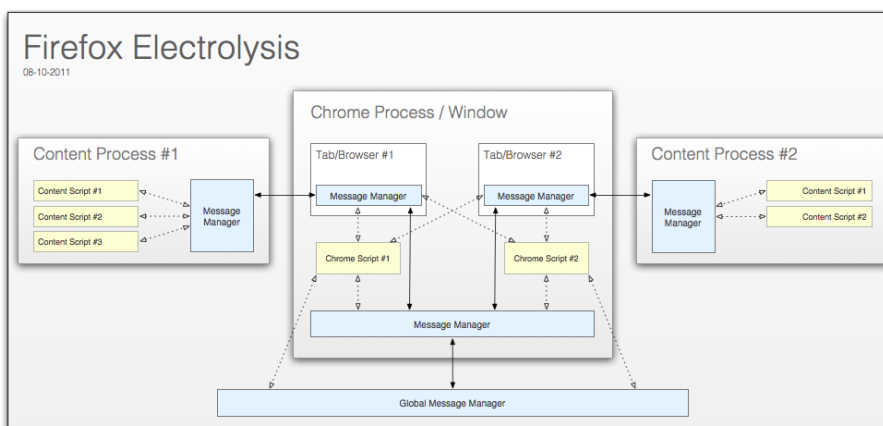 Firefox Electrolysis
08-10-2011
Chrome Process / Window
Content Process #1
Content Script #1
Content Script #2
Content Script #3
Message
Manager
Tab/Browser #1
Message Manager
Tab/Browser #2
Message Manager
Chrome Script #1
Chrome Script #2
Message Manager
Content Process #2
Message
Manager
Content Script #1
Content Script #2
Global Message Manager